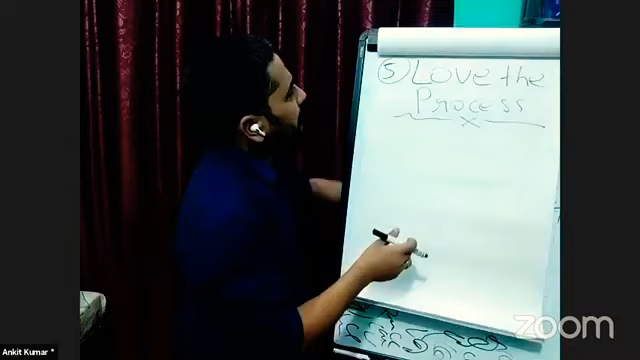 ⑤ Love the
Process
zoom
Ankit Kumar *